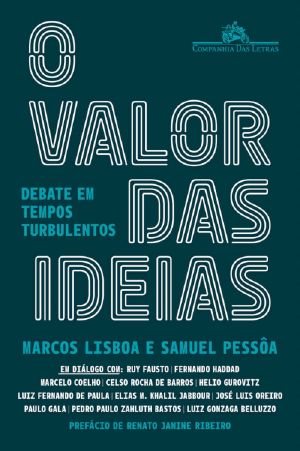 COMPANHIA DAS LETRAS
O
VALOR
DEBATE EM
TEMPOS
TURBULENTOS
DAS
IDEIAS
MARCOS LISBOA E SAMUEL PESSÔA
EM DIÁLOGO COM: RUY FAUSTO | FERNANDO HADDAD
MARCELO COELHO | CELSO ROCHA DE BARROS | HELIO GUROVITZ
LUIZ FERNANDO DE PAULA | ELIAS M. KHALIL JABBOUR | JOSÉ LUIS OREIRO
PAULO GALA | PEDRO PAULO ZAHLUTH BASTOS | LUIZ GONZAGA BELLUZZO
PREFÁCIO DE RENATO JANINE RIBEIRO